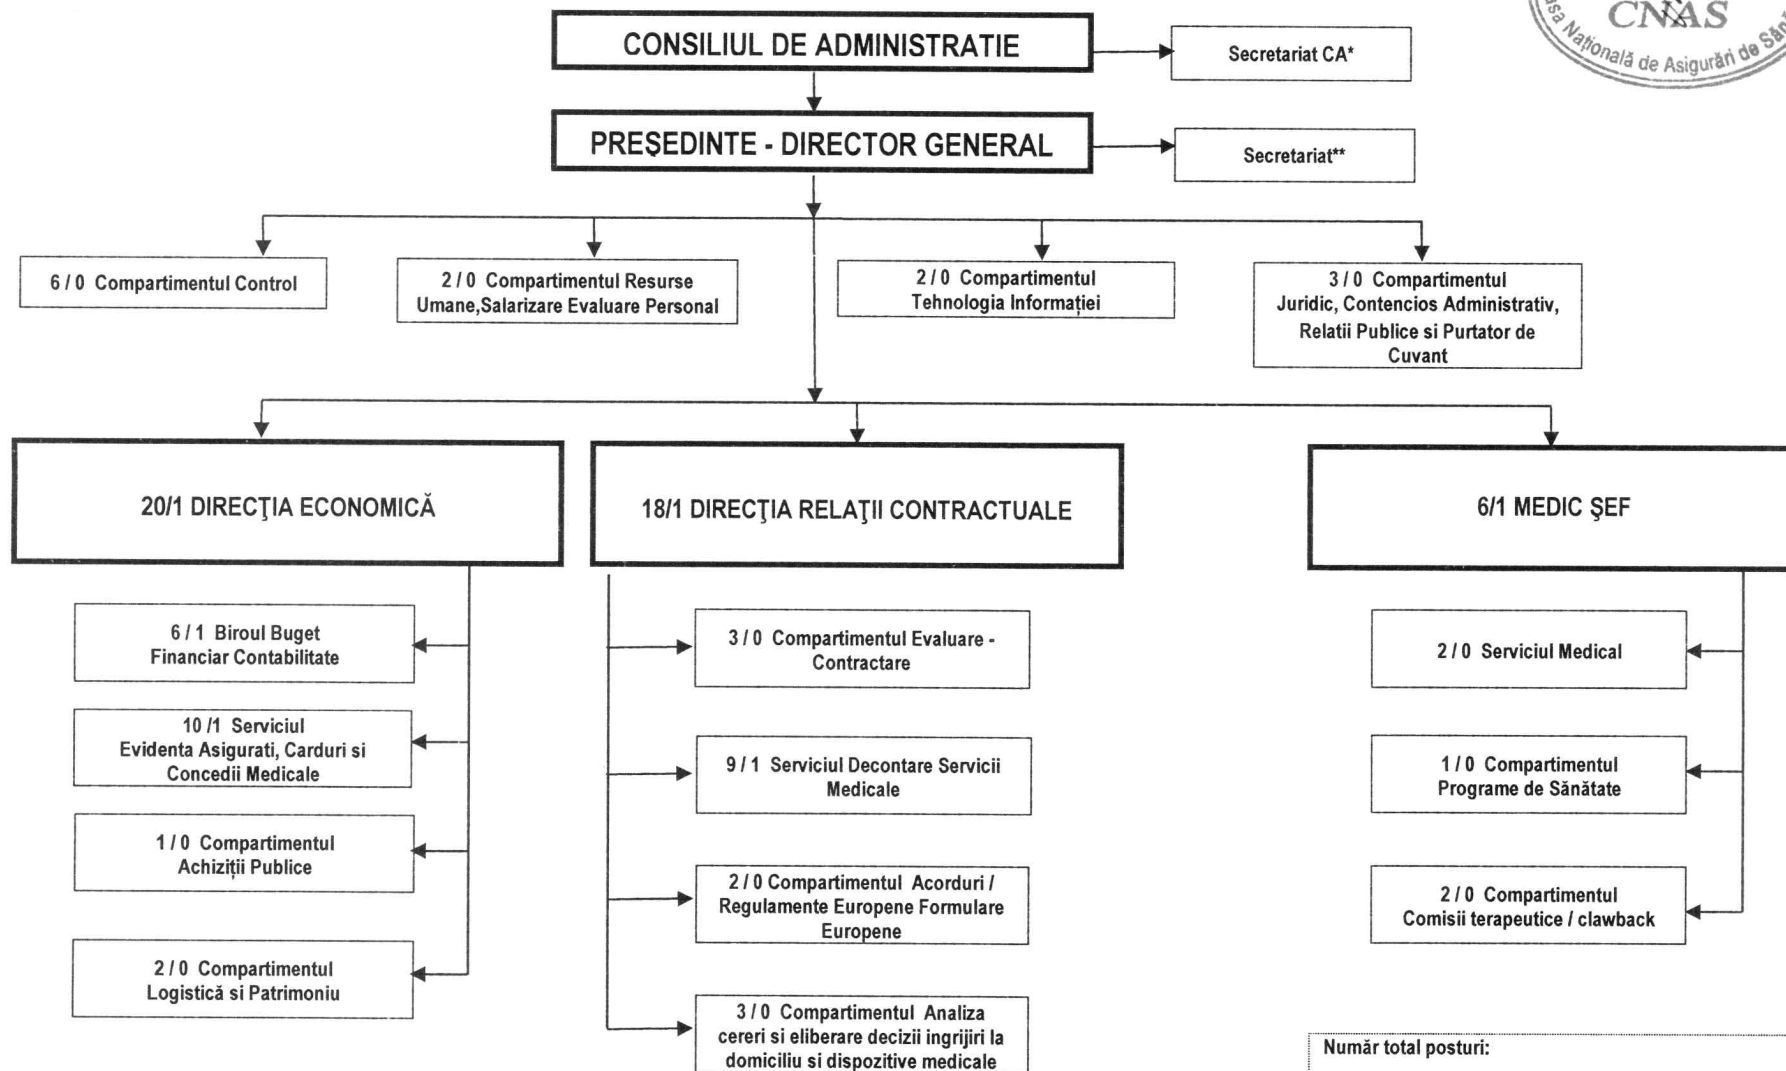 CNAS
Națională de Asigurări de
CONSILIUL DE ADMINISTRATIE
Secretariat CA*
PREŞEDINTE - DIRECTOR GENERAL
Secretariat**
6 / 0 Compartimentul Control
2 / 0 Compartimentul Resurse
Umane,Salarizare Evaluare Personal
2 / 0 Compartimentul
Tehnologia Informației
3 / 0 Compartimentul
Juridic, Contencios Administrativ,
Relatii Publice si Purtator de
Cuvant
20/1 DIRECŢIA ECONOMICĂ
18/1 DIRECŢIA RELAŢII CONTRACTUALE
6/1 MEDIC ŞEF
6 / 1 Biroul Buget
Financiar Contabilitate
10 /1 Serviciul
Evidenta Asigurati, Carduri si
Concedii Medicale
1 / 0 Compartimentul
Achiziții Publice
2 / 0 Compartimentul
Logistică si Patrimoniu
3 / 0 Compartimentul Evaluare -
Contractare
9 / 1 Serviciul Decontare Servicii
Medicale
2 / 0 Compartimentul Acorduri /
Regulamente Europene Formulare
Europene
3 / 0 Compartimentul Analiza
cereri si eliberare decizii ingrijiri la
domiciliu si dispozitive medicale
2 / 0 Serviciul Medical
1 / 0 Compartimentul
Programe de Sănătate
2 / 0 Compartimentul
Comisii terapeutice / clawback
Număr total posturi: